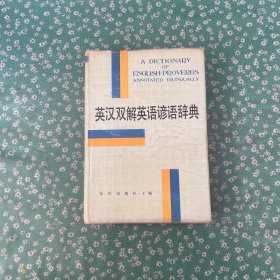 A DICTIONARY
OF
ENGLISH PROVERBS
ANNOTATED BILINGUALLY
英汉双解英语谚语辞典